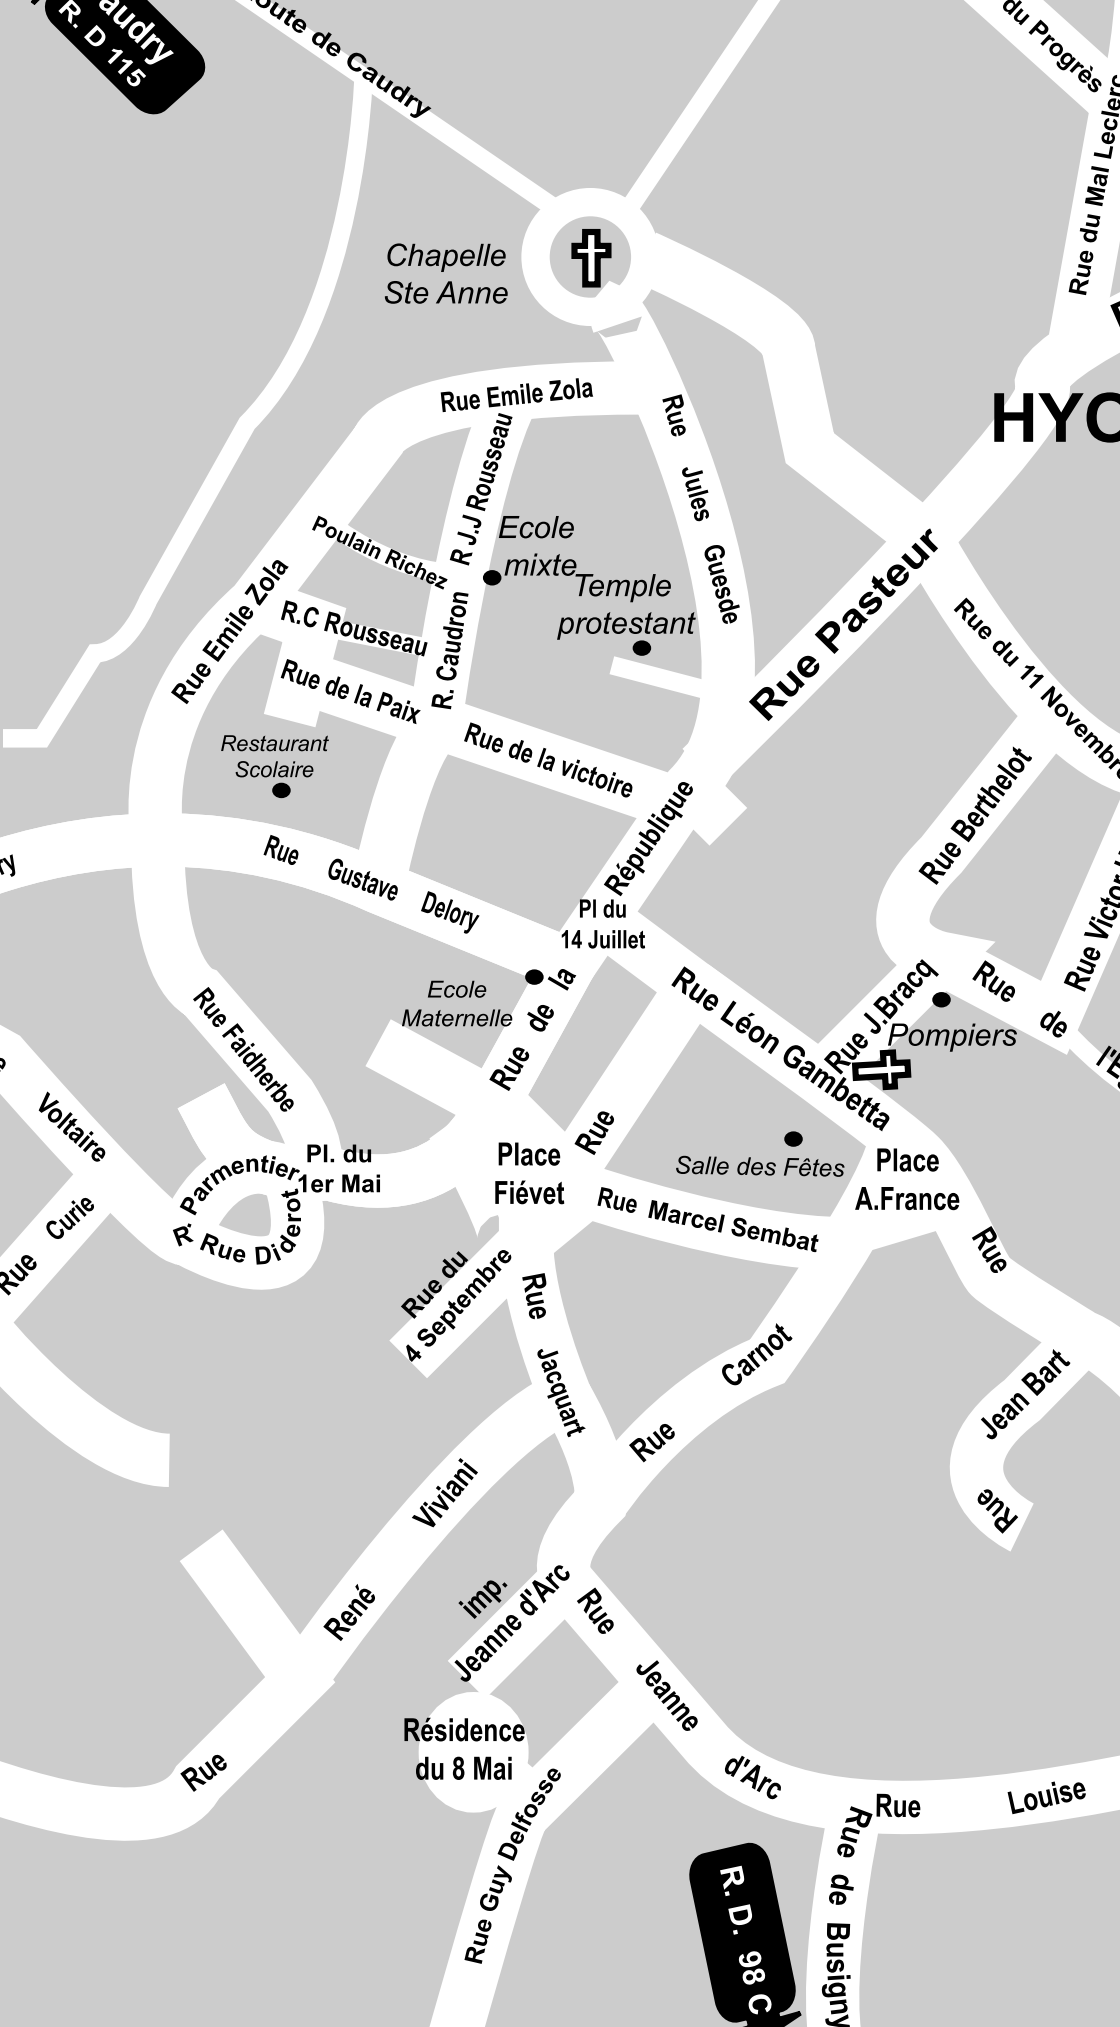 audry
R. D 115
oute de Caudry
du Progrès
Rue du Mal Leclerc
Chapelle
Ste Anne
HYC
Rue Emile Zola
Rue Jules Guesde
R J.J Rousseau
Ecole
mixte
Poulain Richez
Temple
protestant
Rue Pasteur
Rue Emile Zola
R.C Rousseau
R. Caudron
Rue du 11 Novembre
Rue de la Paix
Rue de la victoire
Restaurant
Scolaire
Rue Berthelot
ry
Rue Gustave Delory
Rue de la République
Pl du
14 Juillet
Rue Victor
Ecole
Maternelle
Rue Léon Gambetta
Rue J.Bracq
Rue de l'E
Pompiers
Rue Faidherbe
e
Voltaire
Pl. du
1er Mai
R. Parmentier
Rue Diderot
Rue Curie
Place
Fiévet
Rue
Salle des Fêtes
Place
A.France
Rue Marcel Sembat
Rue
Rue du
4 Septembre
Rue Jacquart
Rue Carnot
Rue Jean Bart
Rue René Viviani
imp.
Jeanne d'Arc
Rue Jeanne d'Arc
Résidence
du 8 Mai
Rue Guy Delfosse
Rue Louise
Rue de Busigny
R. D. 98 C